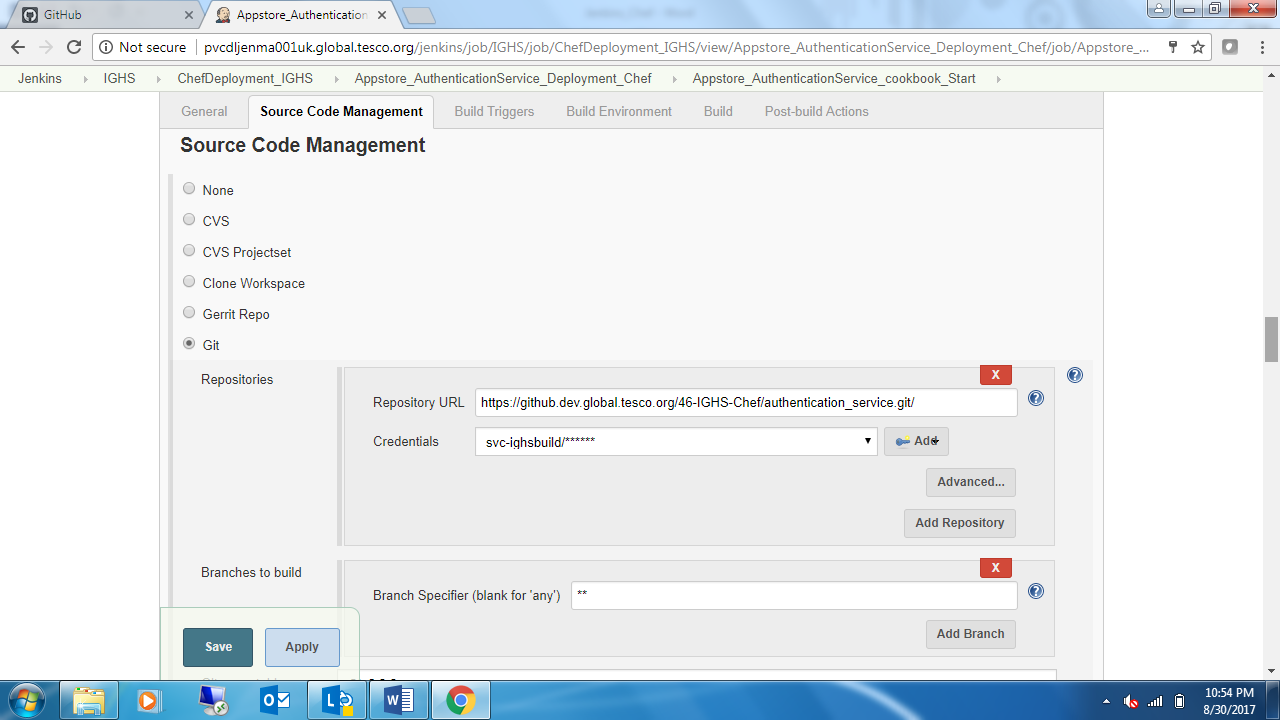 GitHub
Appstore_Authentication
Not secure
pvcdljenma001uk.global.tesco.org/jenkins/job/IGHS/job/ChefDeployment_IGHS/view/Appstore_AuthenticationService_Deployment_Chef/job/Appstore_...
Jenkins
IGHS
ChefDeployment_IGHS
Appstore_AuthenticationService_Deployment_Chef
Appstore_AuthenticationService_cookbook_Start
General
Source Code Management
Build Triggers
Build Environment
Build
Post-build Actions
Source Code Management
None
CVS
CVS Projectset
Clone Workspace
Gerrit Repo
Git
Repositories
X
Repository URL
https://github.dev.global.tesco.org/46-IGHS-Chef/authentication_service.git/
Credentials
svc-ighsbuild/******
Add
Advanced...
Add Repository
Branches to build
X
Branch Specifier (blank for 'any')
**
Add Branch
Save
Apply
10:54 PM
8/30/2017